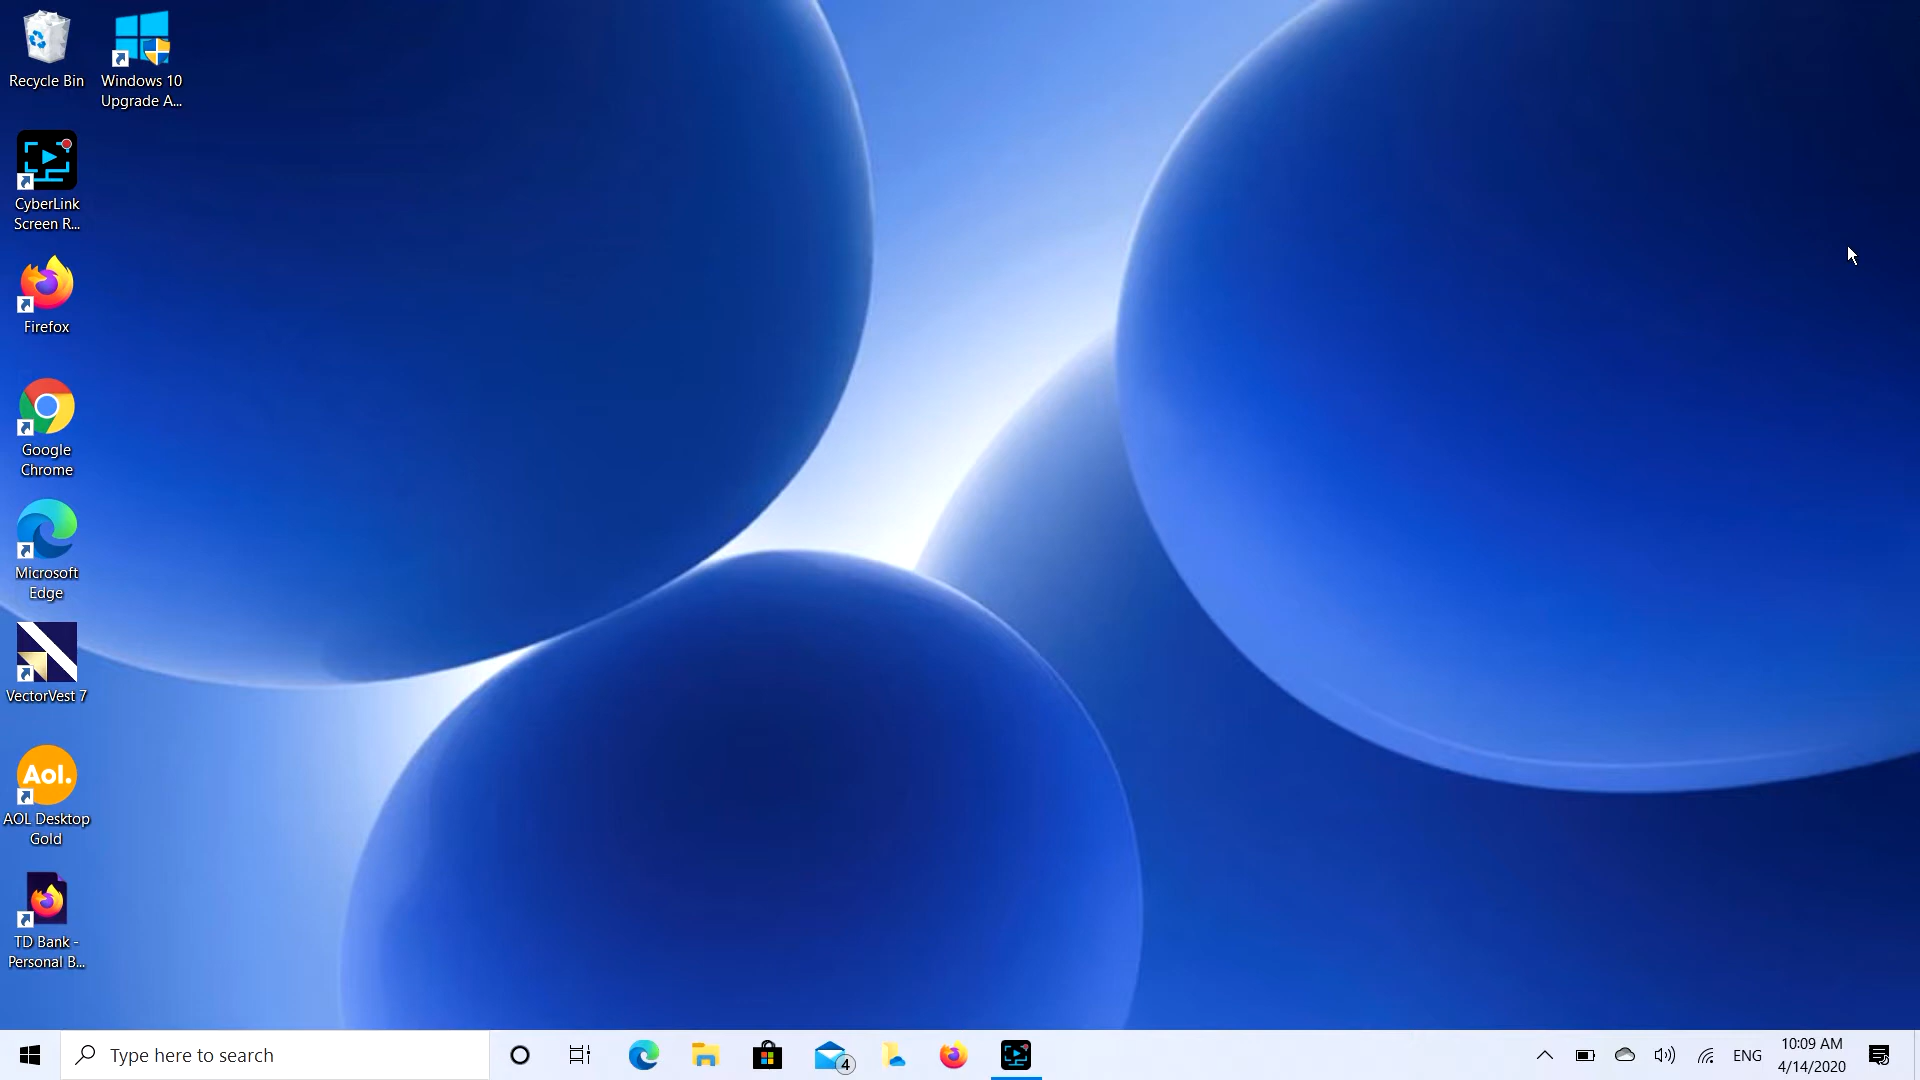 Recycle Bin
Windows 10
Upgrade A...
CyberLink
Screen R...
Firefox
Google
Chrome
Microsoft
Edge
VectorVest 7
Aol.
AOL Desktop
Gold
TD Bank -
Personal B...
Type here to search
4
ENG
10:09 AM
4/14/2020